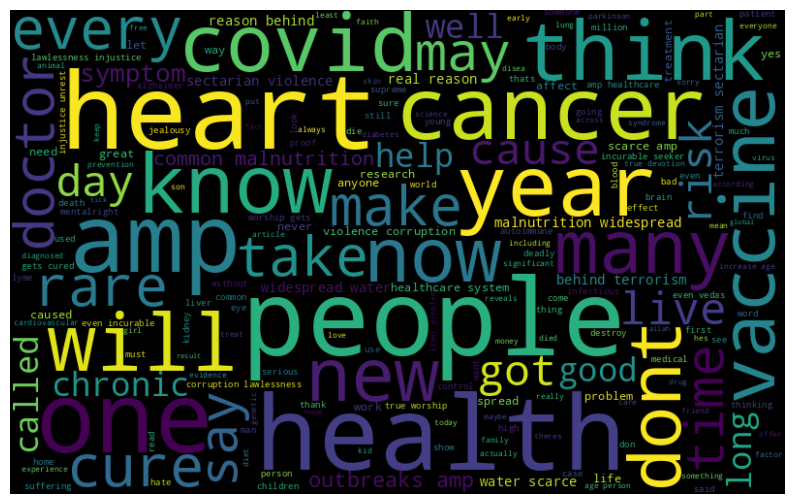 every
reason behind
least
faith
early
someone
parkinson
free
let
covid
may
well
lung
million
part
patient
lawlessness injustice
way
body
everyone
think
yes
symptom
sectarian violence
real reason
disea
thats
treatment
sorry
animal
alzheimer
skin
supreme
affect
amp healthcare
doctor
injustice unrest
heart
put
sure
still
science
young
going
across
cancer
syndrome
much
keep
jealousy
fact
look
always
die
diabetes
proof
cause
scarce amp
incurable seeker
true devotion
virus
risk
terrorism sectarian
vaccine
need
great
common malnutrition
help
prevention
son
anyone
research
world
blood
bad
even
according
day
know
year
death
tick
mentalright
worship gets
never
make
effect
brain
find
mean
global
used
article
violence corruption
autoimmune
malnutrition widespread
diagnosed
gets cured
amp
take
now
including
deadly
significant
many
increase age
lyme
without
widespread water
healthcare system
behind terrorism
rare
liver
common
reveals
come
thing
infectious
even vedas
cardiovascular
caused
eye
kidney
treat
money
died
destroy
live
word
first
see
allah
hes
even incurable
girl
love
people
will
must
result
use
new
got
good
dont
medical
drug
time
thinking
long
called
chronic
evidence
corruption lawlessness
serious
control
spread
really
problem
care
friend
offer
one
say
genetic
thank
work
true worship
maybe
high
theres
don
man
hope
today
family
show
actually
kid
health
case
life
home
read
experience
cure
diet
person
age person
something
factor
suffering
hate
children
outbreaks amp
water scarce
said